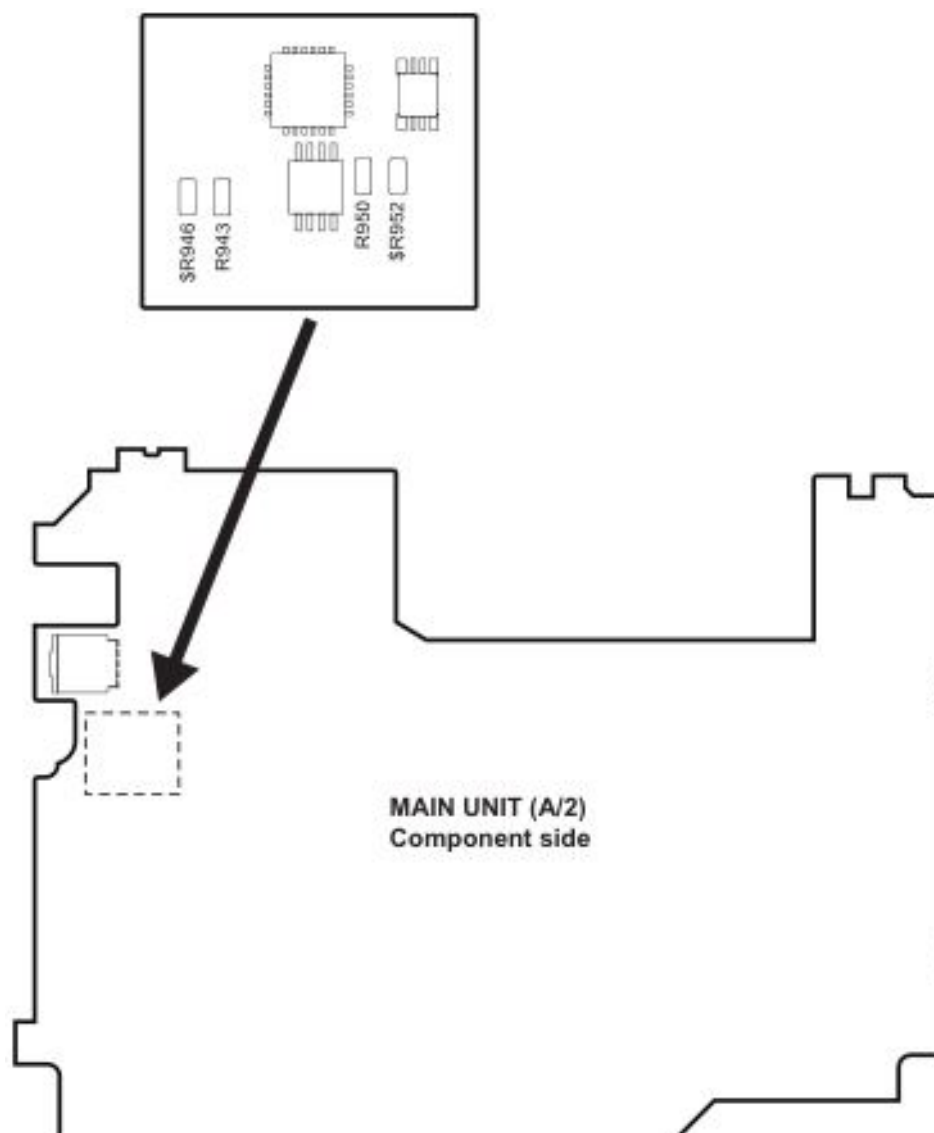 $R946
R943
R950
$R952
MAIN UNIT (A/2)
Component side